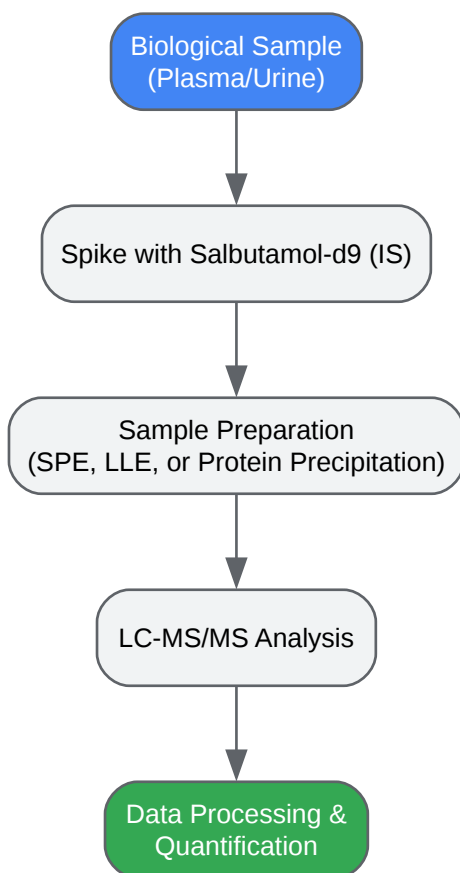 Biological Sample
(Plasma/Urine)
Spike with Salbutamol-d9 (IS)
Sample Preparation
(SPE, LLE, or Protein Precipitation)
LC-MS/MS Analysis
Data Processing &
Quantification